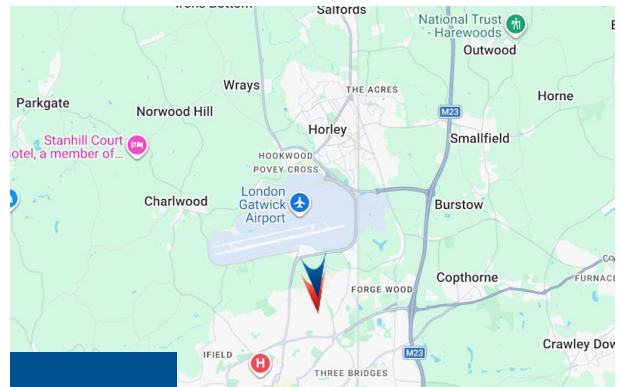 Salfords
National Trust
- Harewoods
Outwood
Wrays
THE ACRES
Horne
Parkgate
Norwood Hill
M23
Horley
Smallfield
Stanhill Court
otel, a member of...
HOOKWOOD
POVEY CROSS
London
Gatwick
Airport
Charlwood
Burstow
Copthorne
FURNACE
FORGE WOOD
Crawley Dow
M23
IFIELD
H
THREE BRIDGES